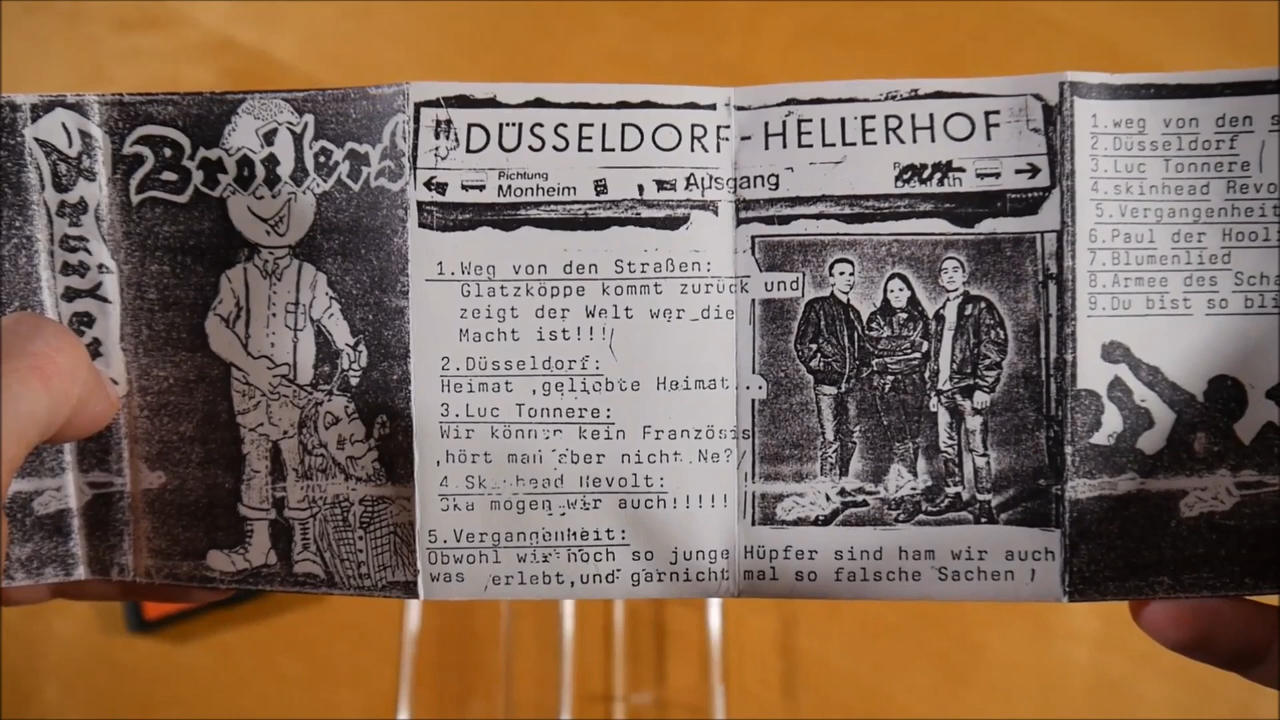 Broilers
Broilers
DÜSSELDORF-HELLERHOF
Richtung
Monheim
Ausgang
1.Weg von den Straßen:
Glatzköppe kommt zurück und
zeigt der Welt wer die
Macht ist!!!
2.Düsseldorf:
Heimat ,geliebte Heimat...
3.Luc Tonnere:
Wir können kein Französis
,hört man aber nicht.Ne?
4.Skinhead Revolt:
Ska mögen wir auch!!!!!
5.Vergangenheit:
Obwohl wir noch so junge Hüpfer sind ham wir auch
was erlebt,und garnicht mal so falsche Sachen !
1.weg von den s
2.Düsseldorf
3.Luc Tonnere
4.skinhead Revo
5.Vergangenheit
6.Paul der Hooli
7.Blumenlied
8.Armee des Scha
9.Du bist so bli